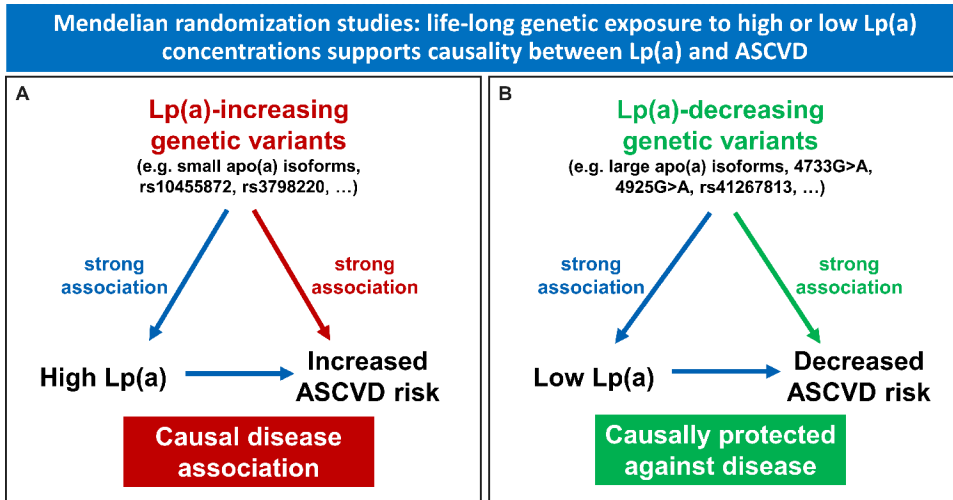 Mendelian randomization studies: life-long genetic exposure to high or low Lp(a)
concentrations supports causality between Lp(a) and ASCVD
A
Lp(a)-increasing
genetic variants
(e.g. small apo(a) isoforms,
rs10455872, rs3798220, ...)
strong
association
strong
association
High Lp(a)
Increased
ASCVD risk
Causal disease
association
B
Lp(a)-decreasing
genetic variants
(e.g. large apo(a) isoforms, 4733G>A,
4925G>A, rs41267813, ...)
strong
association
strong
association
Low Lp(a)
Decreased
ASCVD risk
Causally protected
against disease